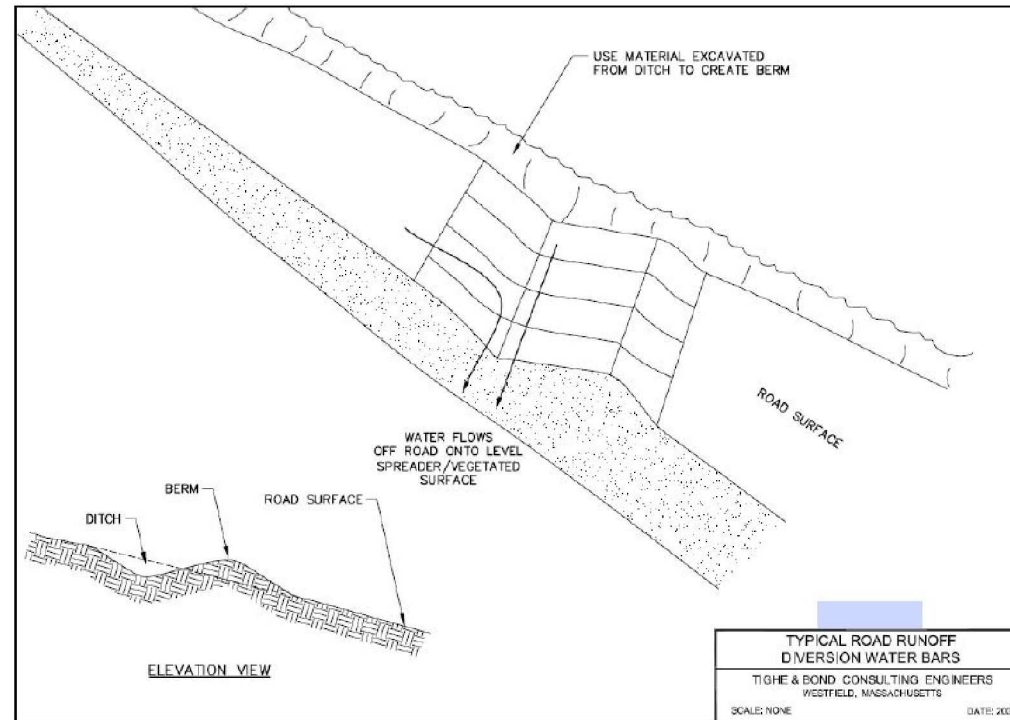 USE MATERIAL EXCAVATED
FROM DITCH TO CREATE BERM
ROAD SURFACE
WATER FLOWS
OFF ROAD ONTO LEVEL
SPREADER/VEGETATED
SURFACE
BERM
ROAD SURFACE
DITCH
ELEVATION VIEW
TYPICAL ROAD RUNOFF
DIVERSION WATER BARS
TIGHE & BOND CONSULTING ENGINEERS
WESTFIELD, MASSACHUSETTS
SCALE: NONE
DATE: